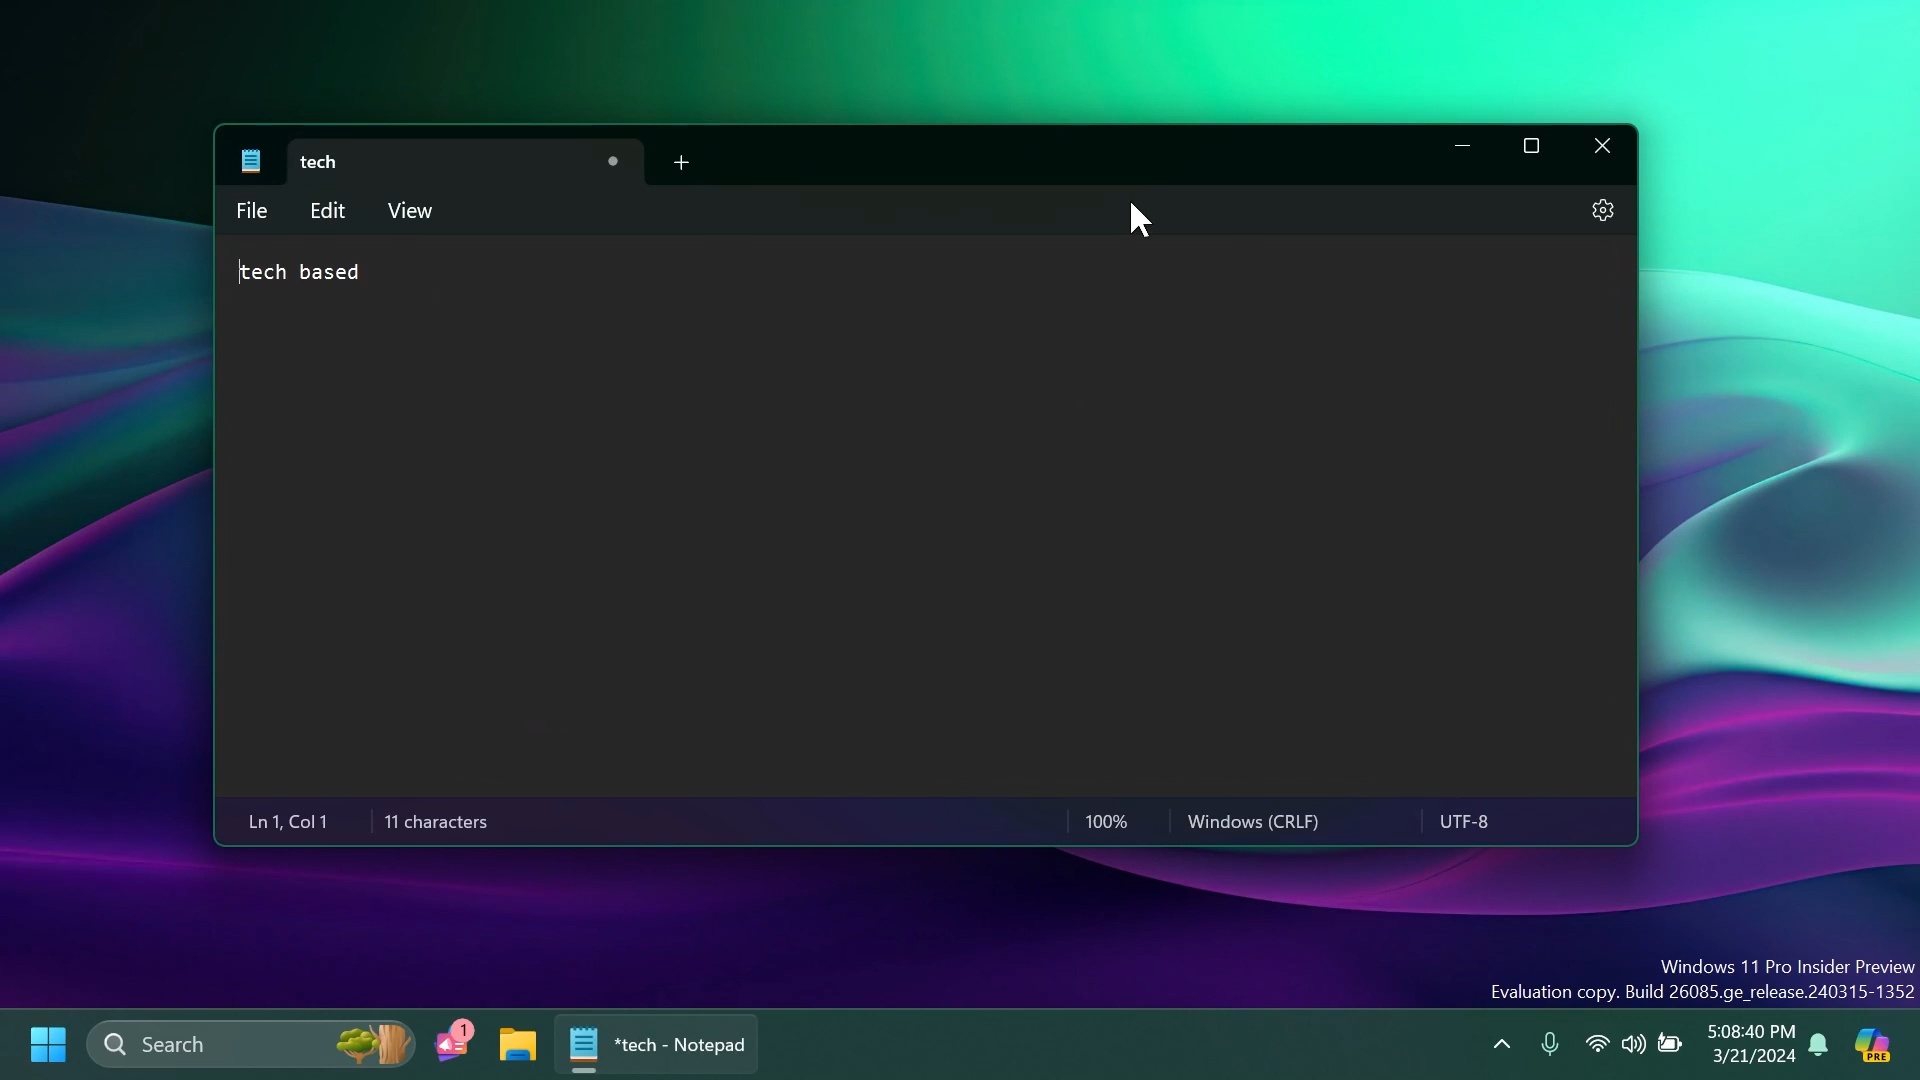 tech
File Edit View
tech based
Ln 1, Col 1 11 characters 100% Windows (CRLF) UTF-8
Windows 11 Pro Insider Preview
Evaluation copy. Build 26085.ge_release.240315-1352
Search 1 *tech - Notepad 5:08:40 PM
3/21/2024 PRE